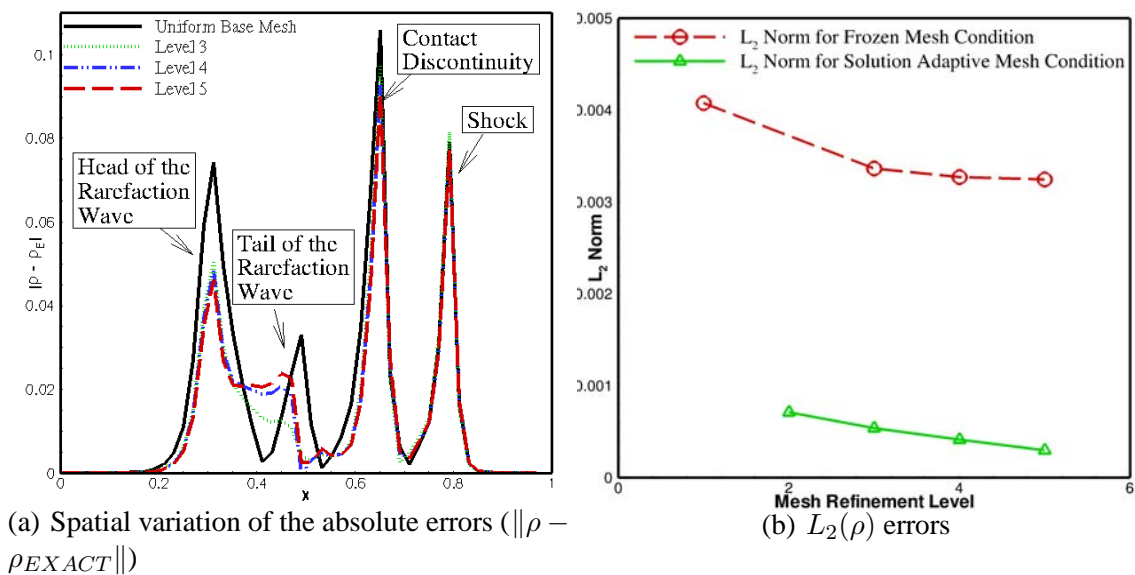 Uniform Base Mesh
Level 3
Level 4
Level 5
Contact
Discontinuity
Shock
Head of the
Rarefaction
Wave
Tail of the
Rarefaction
Wave
0.1
0.08
0.06
0.04
0.02
0
|ρ - ρ_E|
0 0.2 0.4 0.6 0.8 1
x
(a) Spatial variation of the absolute errors (‖ρ −
ρ_{EXACT}‖)
0.005
L₂ Norm for Frozen Mesh Condition
L₂ Norm for Solution Adaptive Mesh Condition
0.004
0.003
0.002
0.001
0
L₂ Norm
0 2 4 6
Mesh Refinement Level
(b) L₂(ρ) errors